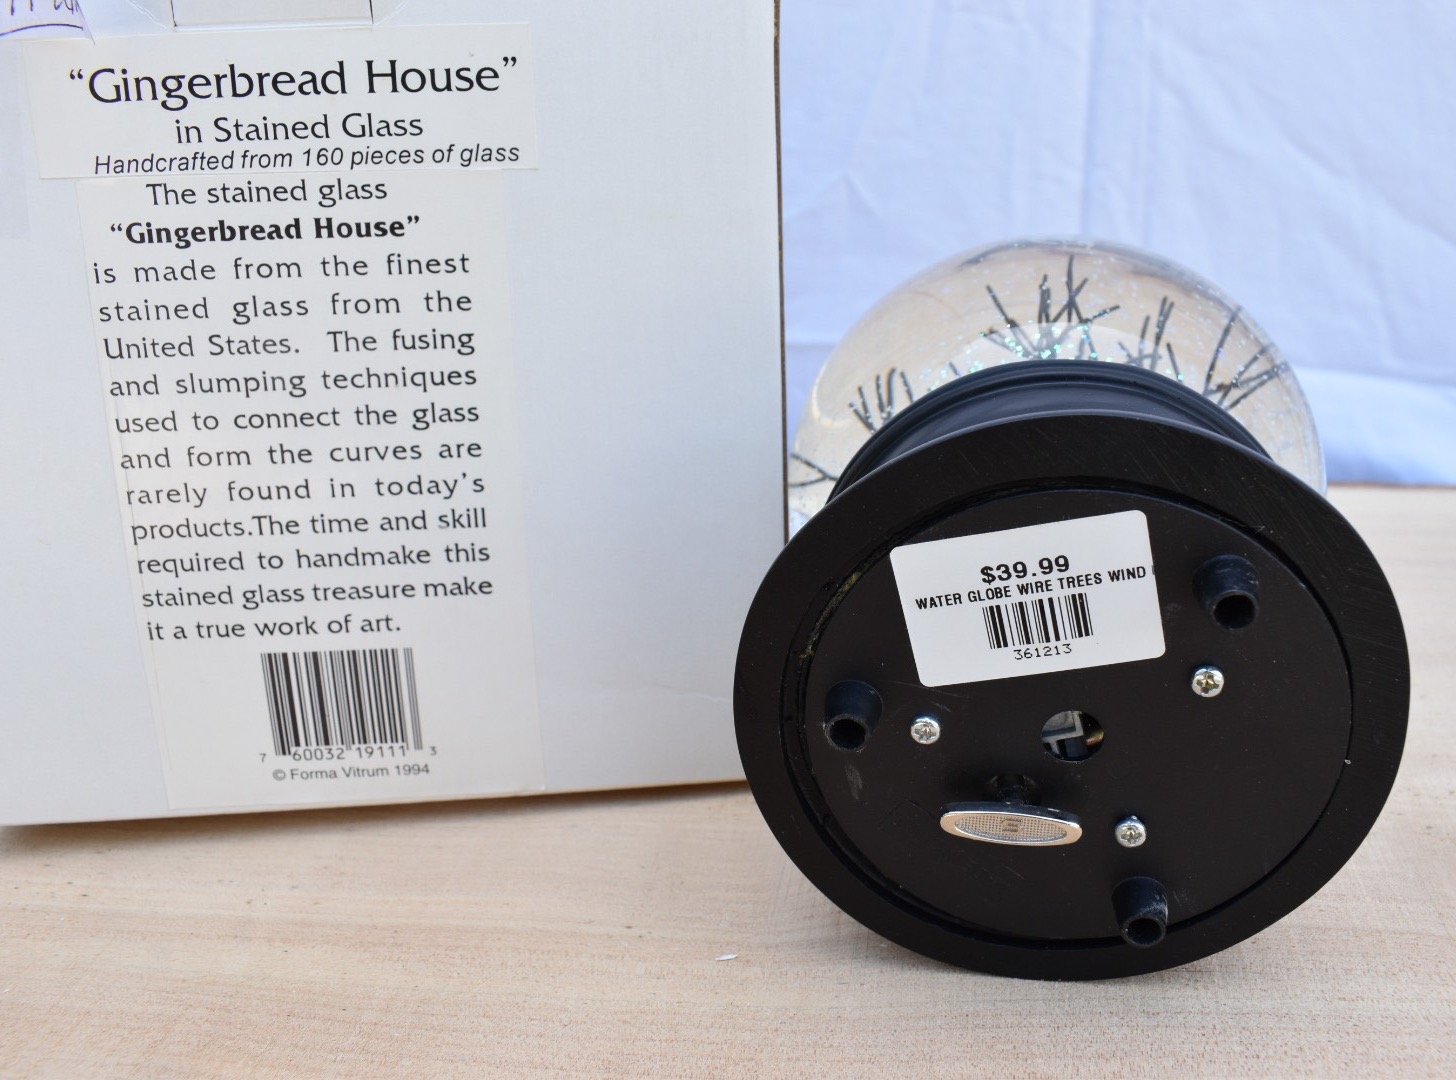 “Gingerbread House”
in Stained Glass
Handcrafted from 160 pieces of glass
The stained glass
“Gingerbread House”
is made from the finest
stained glass from the
United States. The fusing
and slumping techniques
used to connect the glass
and form the curves are
rarely found in today’s
products.The time and skill
required to handmake this
stained glass treasure make
it a true work of art.
7 60032 19111 3
© Forma Vitrum 1994
$39.99
WATER GLOBE WIRE TREES WIND
361213